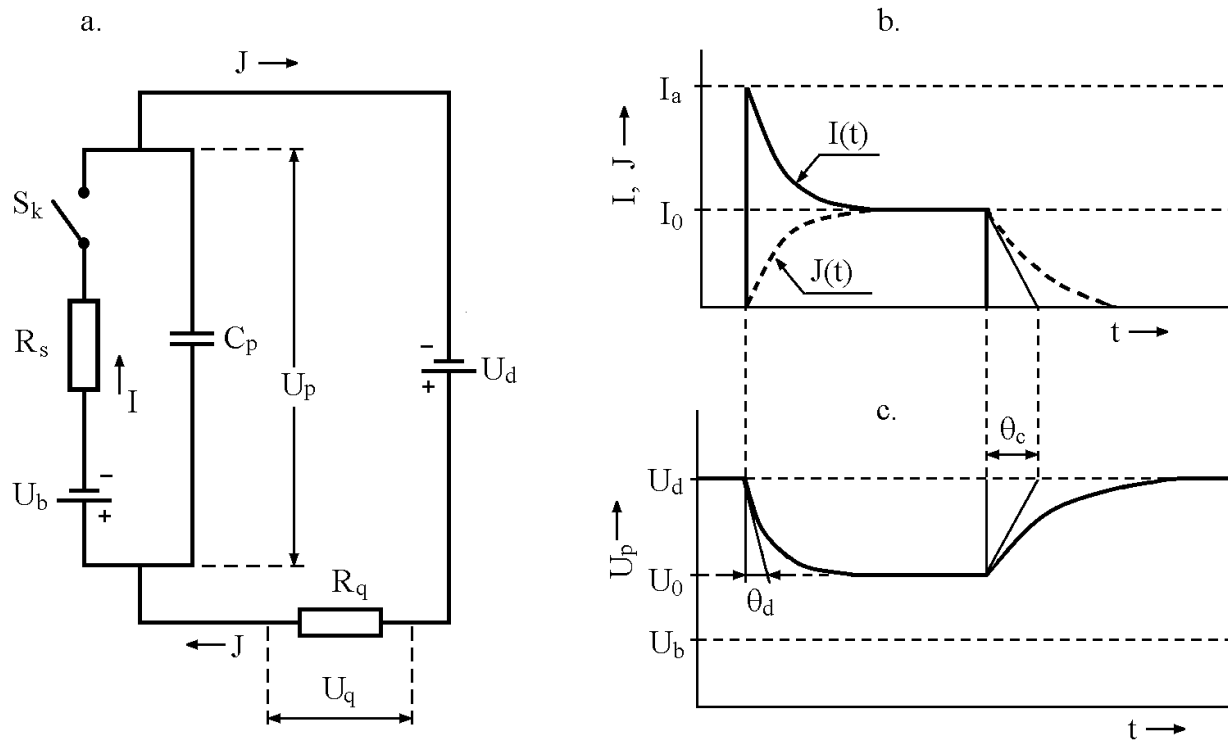 a.
J →
S_k
R_s
I
C_p
U_p
−
+
U_d
−
U_b
+
R_q
← J
U_q
b.
I, J →
I_a
I(t)
I_0
J(t)
t →
c.
θ_c
U_d
U_p →
U_0
θ_d
U_b
t →